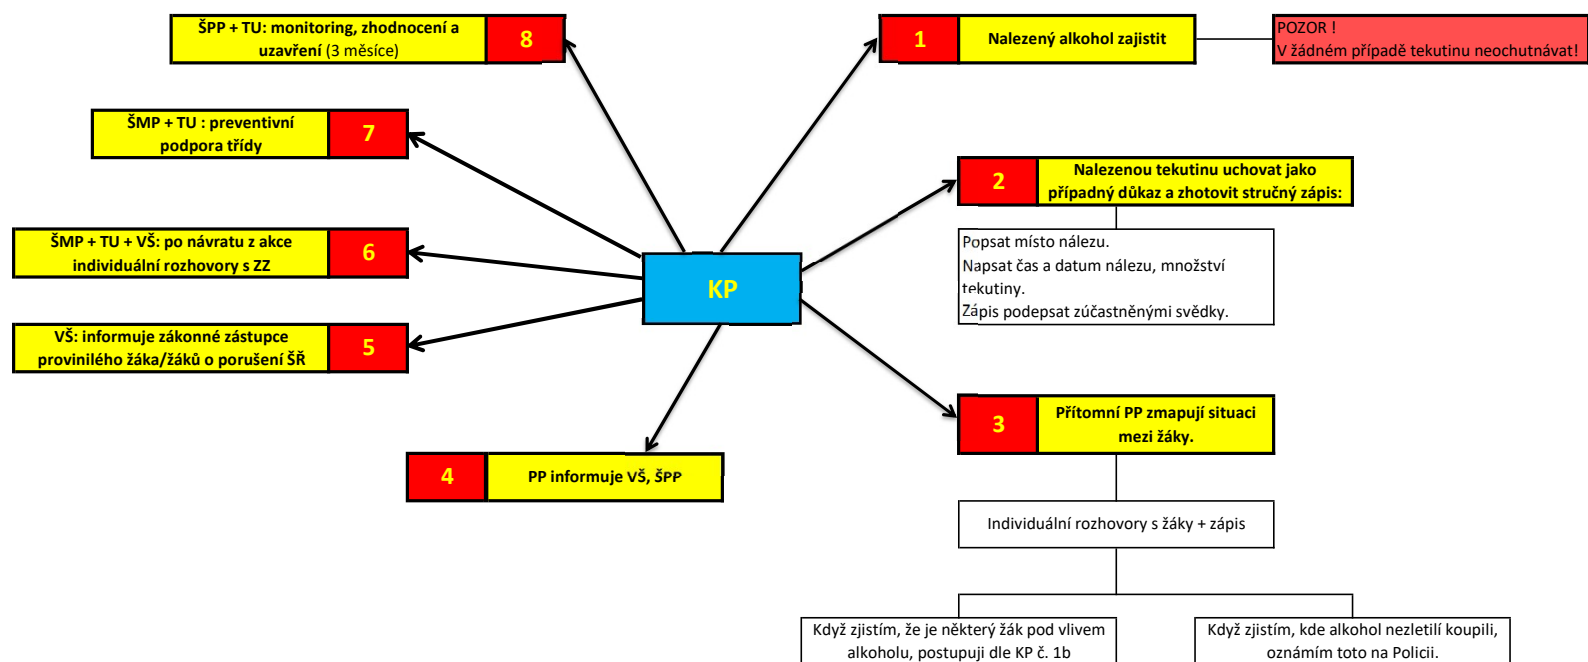 1
Nalezený alkohol zajistit
POZOR !
V žádném případě tekutinu neochutnávat!
2
Nalezenou tekutinu uchovat jako
případný důkaz a zhotovit stručný zápis:
Popsat místo nálezu.
Napsat čas a datum nálezu, množství
tekutiny.
Zápis podepsat zúčastněnými svědky.
3
Přítomní PP zmapují situaci
mezi žáky.
Individuální rozhovory s žáky + zápis
Když zjistím, že je některý žák pod vlivem
alkoholu, postupuji dle KP č. 1b
Když zjistím, kde alkohol nezletilí koupili,
oznámím toto na Policii.
4
PP informuje VŠ, ŠPP
VŠ: informuje zákonné zástupce
provinilého žáka/žáků o porušení ŠŘ
5
ŠMP + TU + VŠ: po návratu z akce
individuální rozhovory s ZZ
6
ŠMP + TU : preventivní
podpora třídy
7
ŠPP + TU: monitoring, zhodnocení a
uzavření (3 měsíce)
8
KP